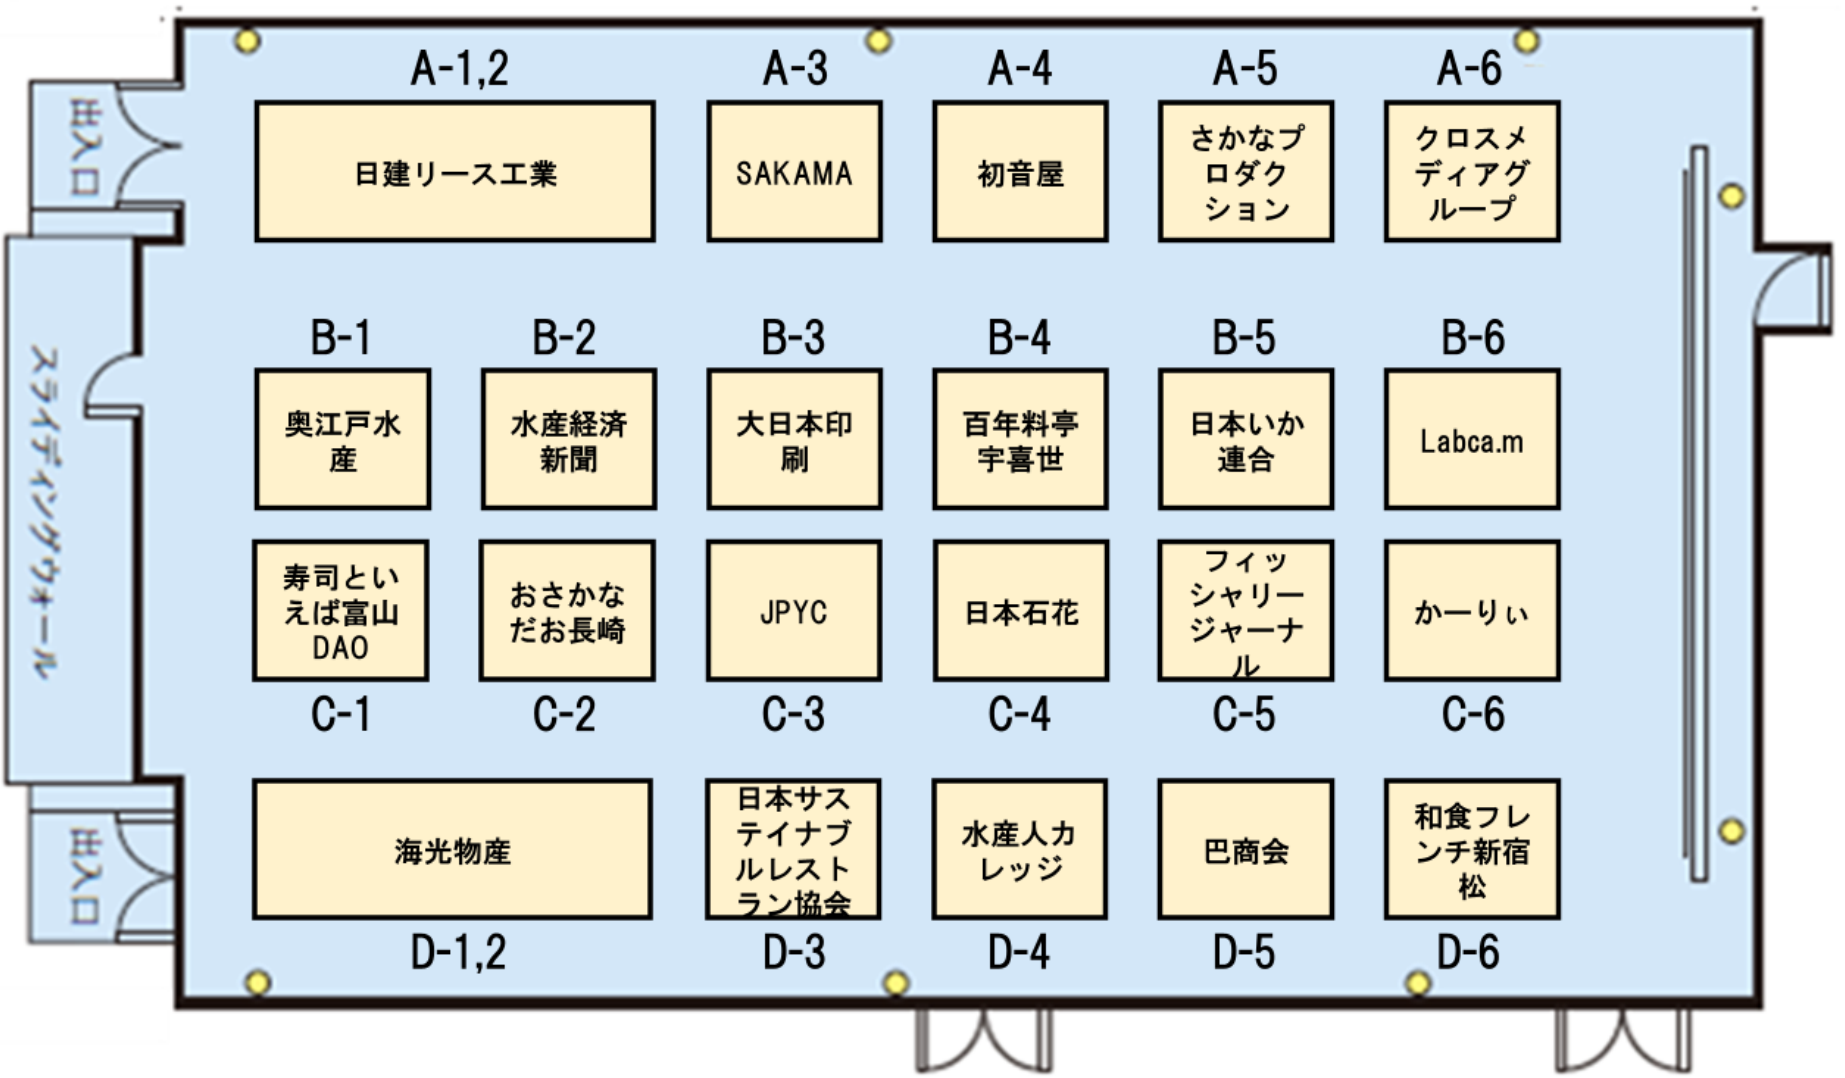 A-1,2
A-3
A-4
A-5
A-6
出入口
日建リース工業
SAKAMA
初音屋
さかなプ
ロダク
ション
クロスメ
ディアグ
ループ
B-1
B-2
B-3
B-4
B-5
B-6
スライディングウォール
奥江戸水
産
水産経済
新聞
大日本印
刷
百年料亭
宇喜世
日本いか
連合
Labca.m
寿司とい
えば富山
DAO
おさかな
だお長崎
JPYC
日本石花
フィッ
シャリー
ジャーナ
ル
かーりぃ
C-1
C-2
C-3
C-4
C-5
C-6
出入口
海光物産
日本サス
テイナブ
ルレスト
ラン協会
水産人カ
レッジ
巴商会
和食フレ
ンチ新宿
松
D-1,2
D-3
D-4
D-5
D-6